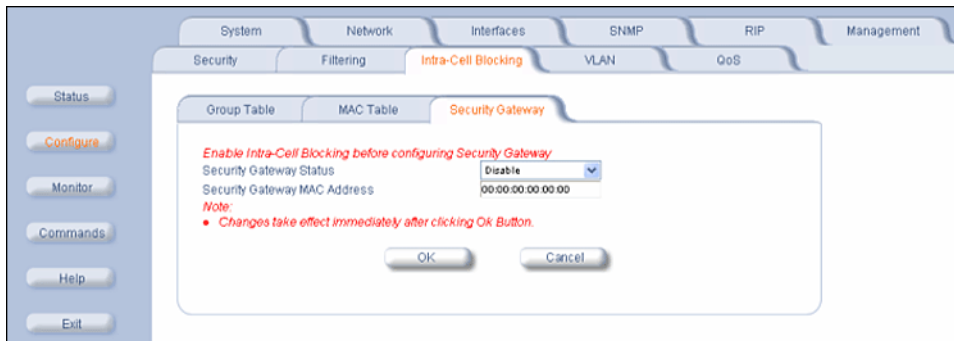 System Network Interfaces SNMP RIP Management
Security Filtering Intra-Cell Blocking VLAN QoS
Status
Configure
Monitor
Commands
Help
Exit
Group Table MAC Table Security Gateway
Enable Intra-Cell Blocking before configuring Security Gateway
Security Gateway Status Disable
Security Gateway MAC Address 00:00:00:00:00:00
Note:
• Changes take effect immediately after clicking Ok Button.
OK Cancel